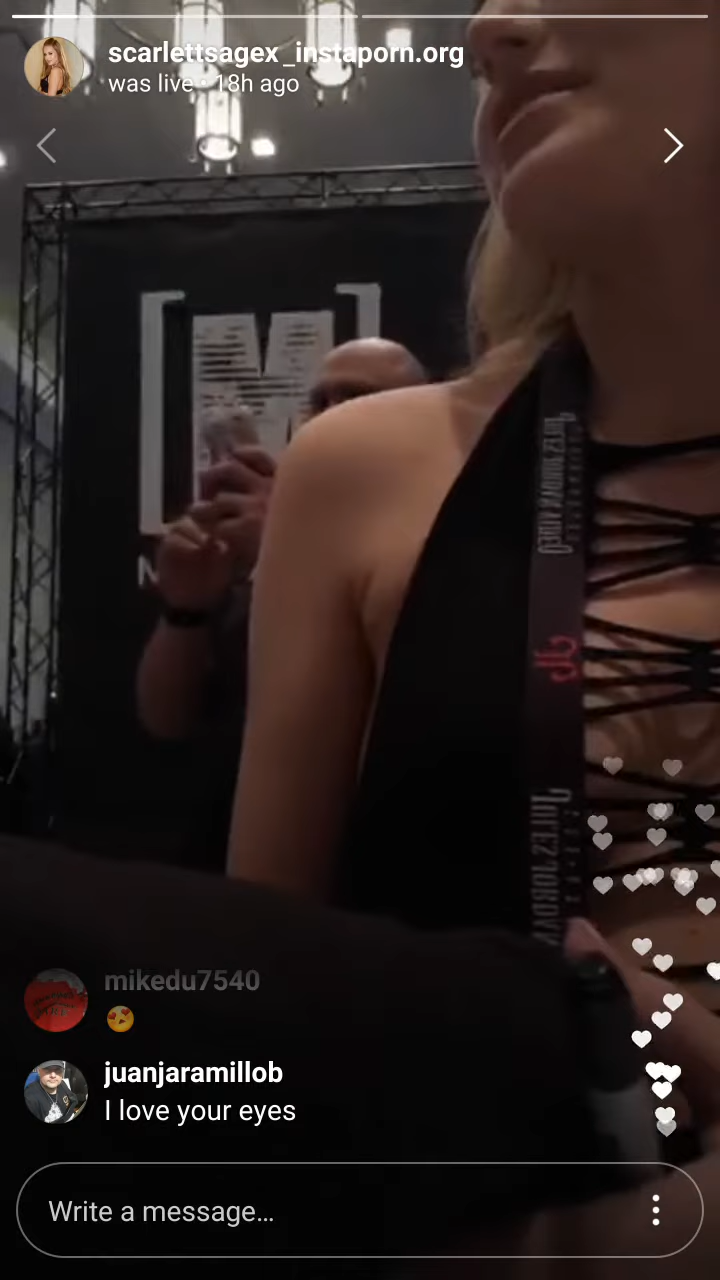 scarlettsagex_instaporn.org
was live · 18h ago
[M]
mikedu7540
😍
juanjaramillob
I love your eyes
Write a message...